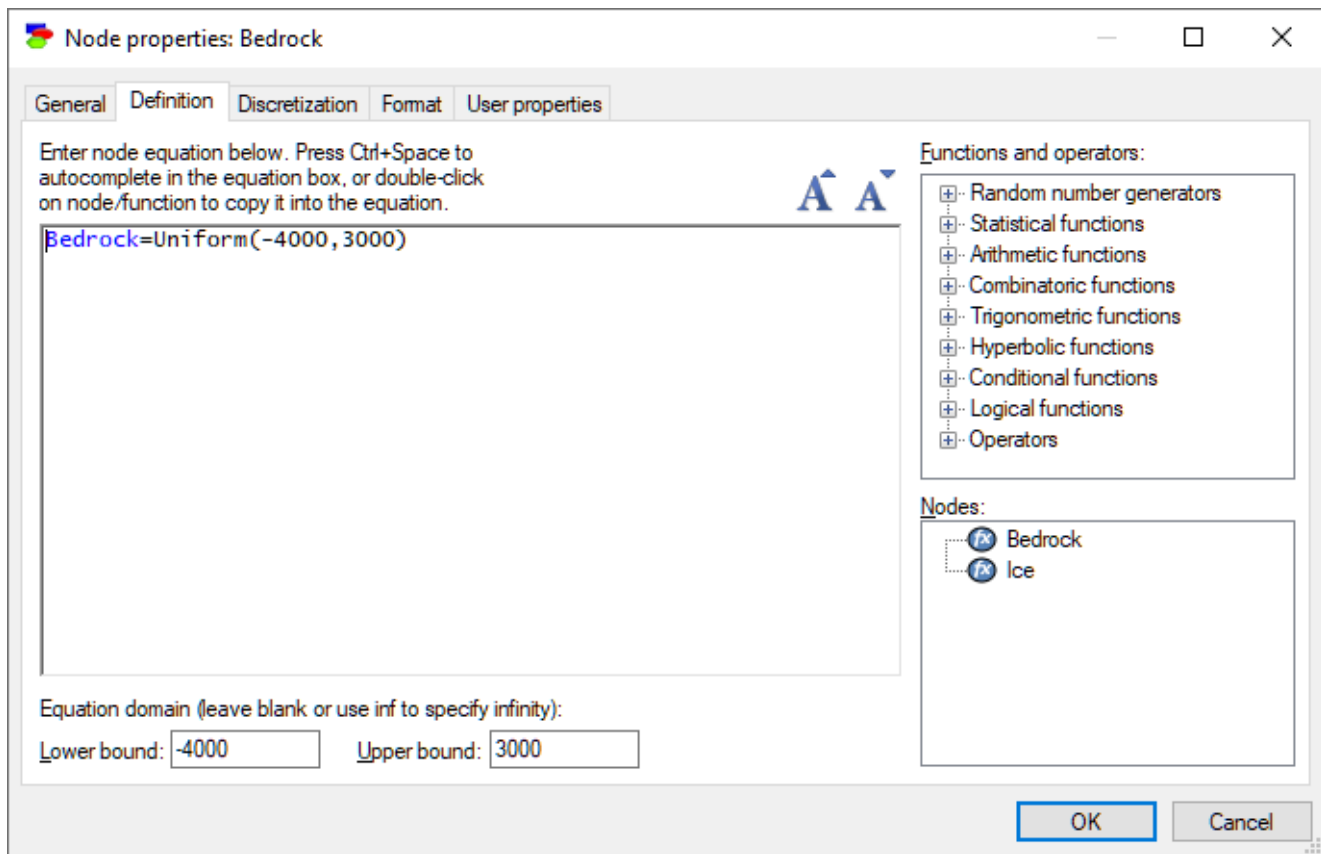 Node properties: Bedrock
General Definition Discretization Format User properties
Enter node equation below. Press Ctrl+Space to
autocomplete in the equation box, or double-click
on node/function to copy it into the equation.
A A
Bedrock=Uniform(-4000,3000)
Equation domain (leave blank or use inf to specify infinity):
Lower bound: -4000 Upper bound: 3000
Functions and operators:
Random number generators
Statistical functions
Arithmetic functions
Combinatoric functions
Trigonometric functions
Hyperbolic functions
Conditional functions
Logical functions
Operators
Nodes:
fx Bedrock
fx Ice
OK Cancel